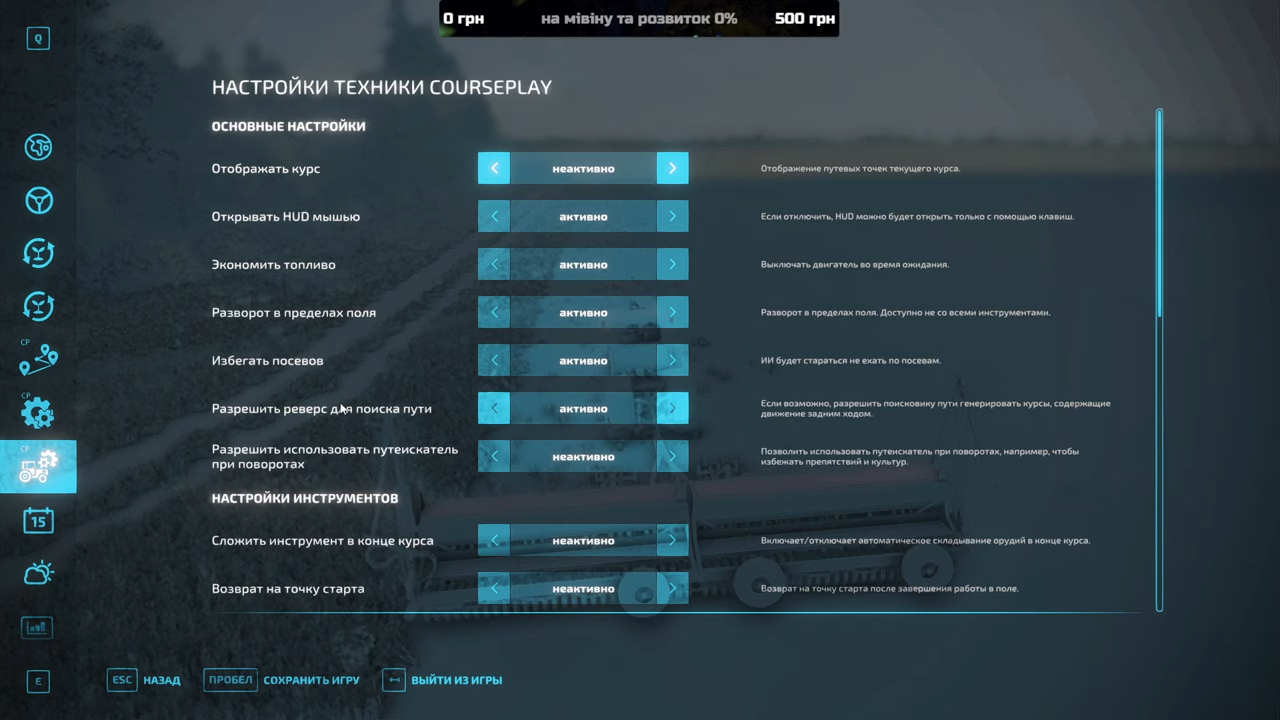 0 грн на мівіну та розвиток 0% 500 грн
Q
НАСТРОЙКИ ТЕХНИКИ COURSEPLAY
ОСНОВНЫЕ НАСТРОЙКИ
Отображать курс неактивно Отображение путевых точек текущего курса.
Открывать HUD мышью активно Если отключить, HUD можно будет открыть только с помощью клавиш.
Экономить топливо активно Выключать двигатель во время ожидания.
Разворот в пределах поля активно Разворот в пределах поля. Доступно не со всеми инструментами.
CP
Избегать посевов активно ИИ будет стараться не ехать по посевам.
CP
Разрешить реверс для поиска пути активно Если возможно, разрешить поисковику пути генерировать курсы, содержащие
движение задним ходом.
CP
Разрешить использовать путеискатель
при поворотах
неактивно
Позволить использовать путеискатель при поворотах, например, чтобы
избежать препятствий и культур.
НАСТРОЙКИ ИНСТРУМЕНТОВ
15
Сложить инструмент в конце курса неактивно Включает/отключает автоматическое складывание орудий в конце курса.
Возврат на точку старта неактивно Возврат на точку старта после завершения работы в поле.
E
ESC НАЗАД ПРОБЕЛ СОХРАНИТЬ ИГРУ ВЫЙТИ ИЗ ИГРЫ